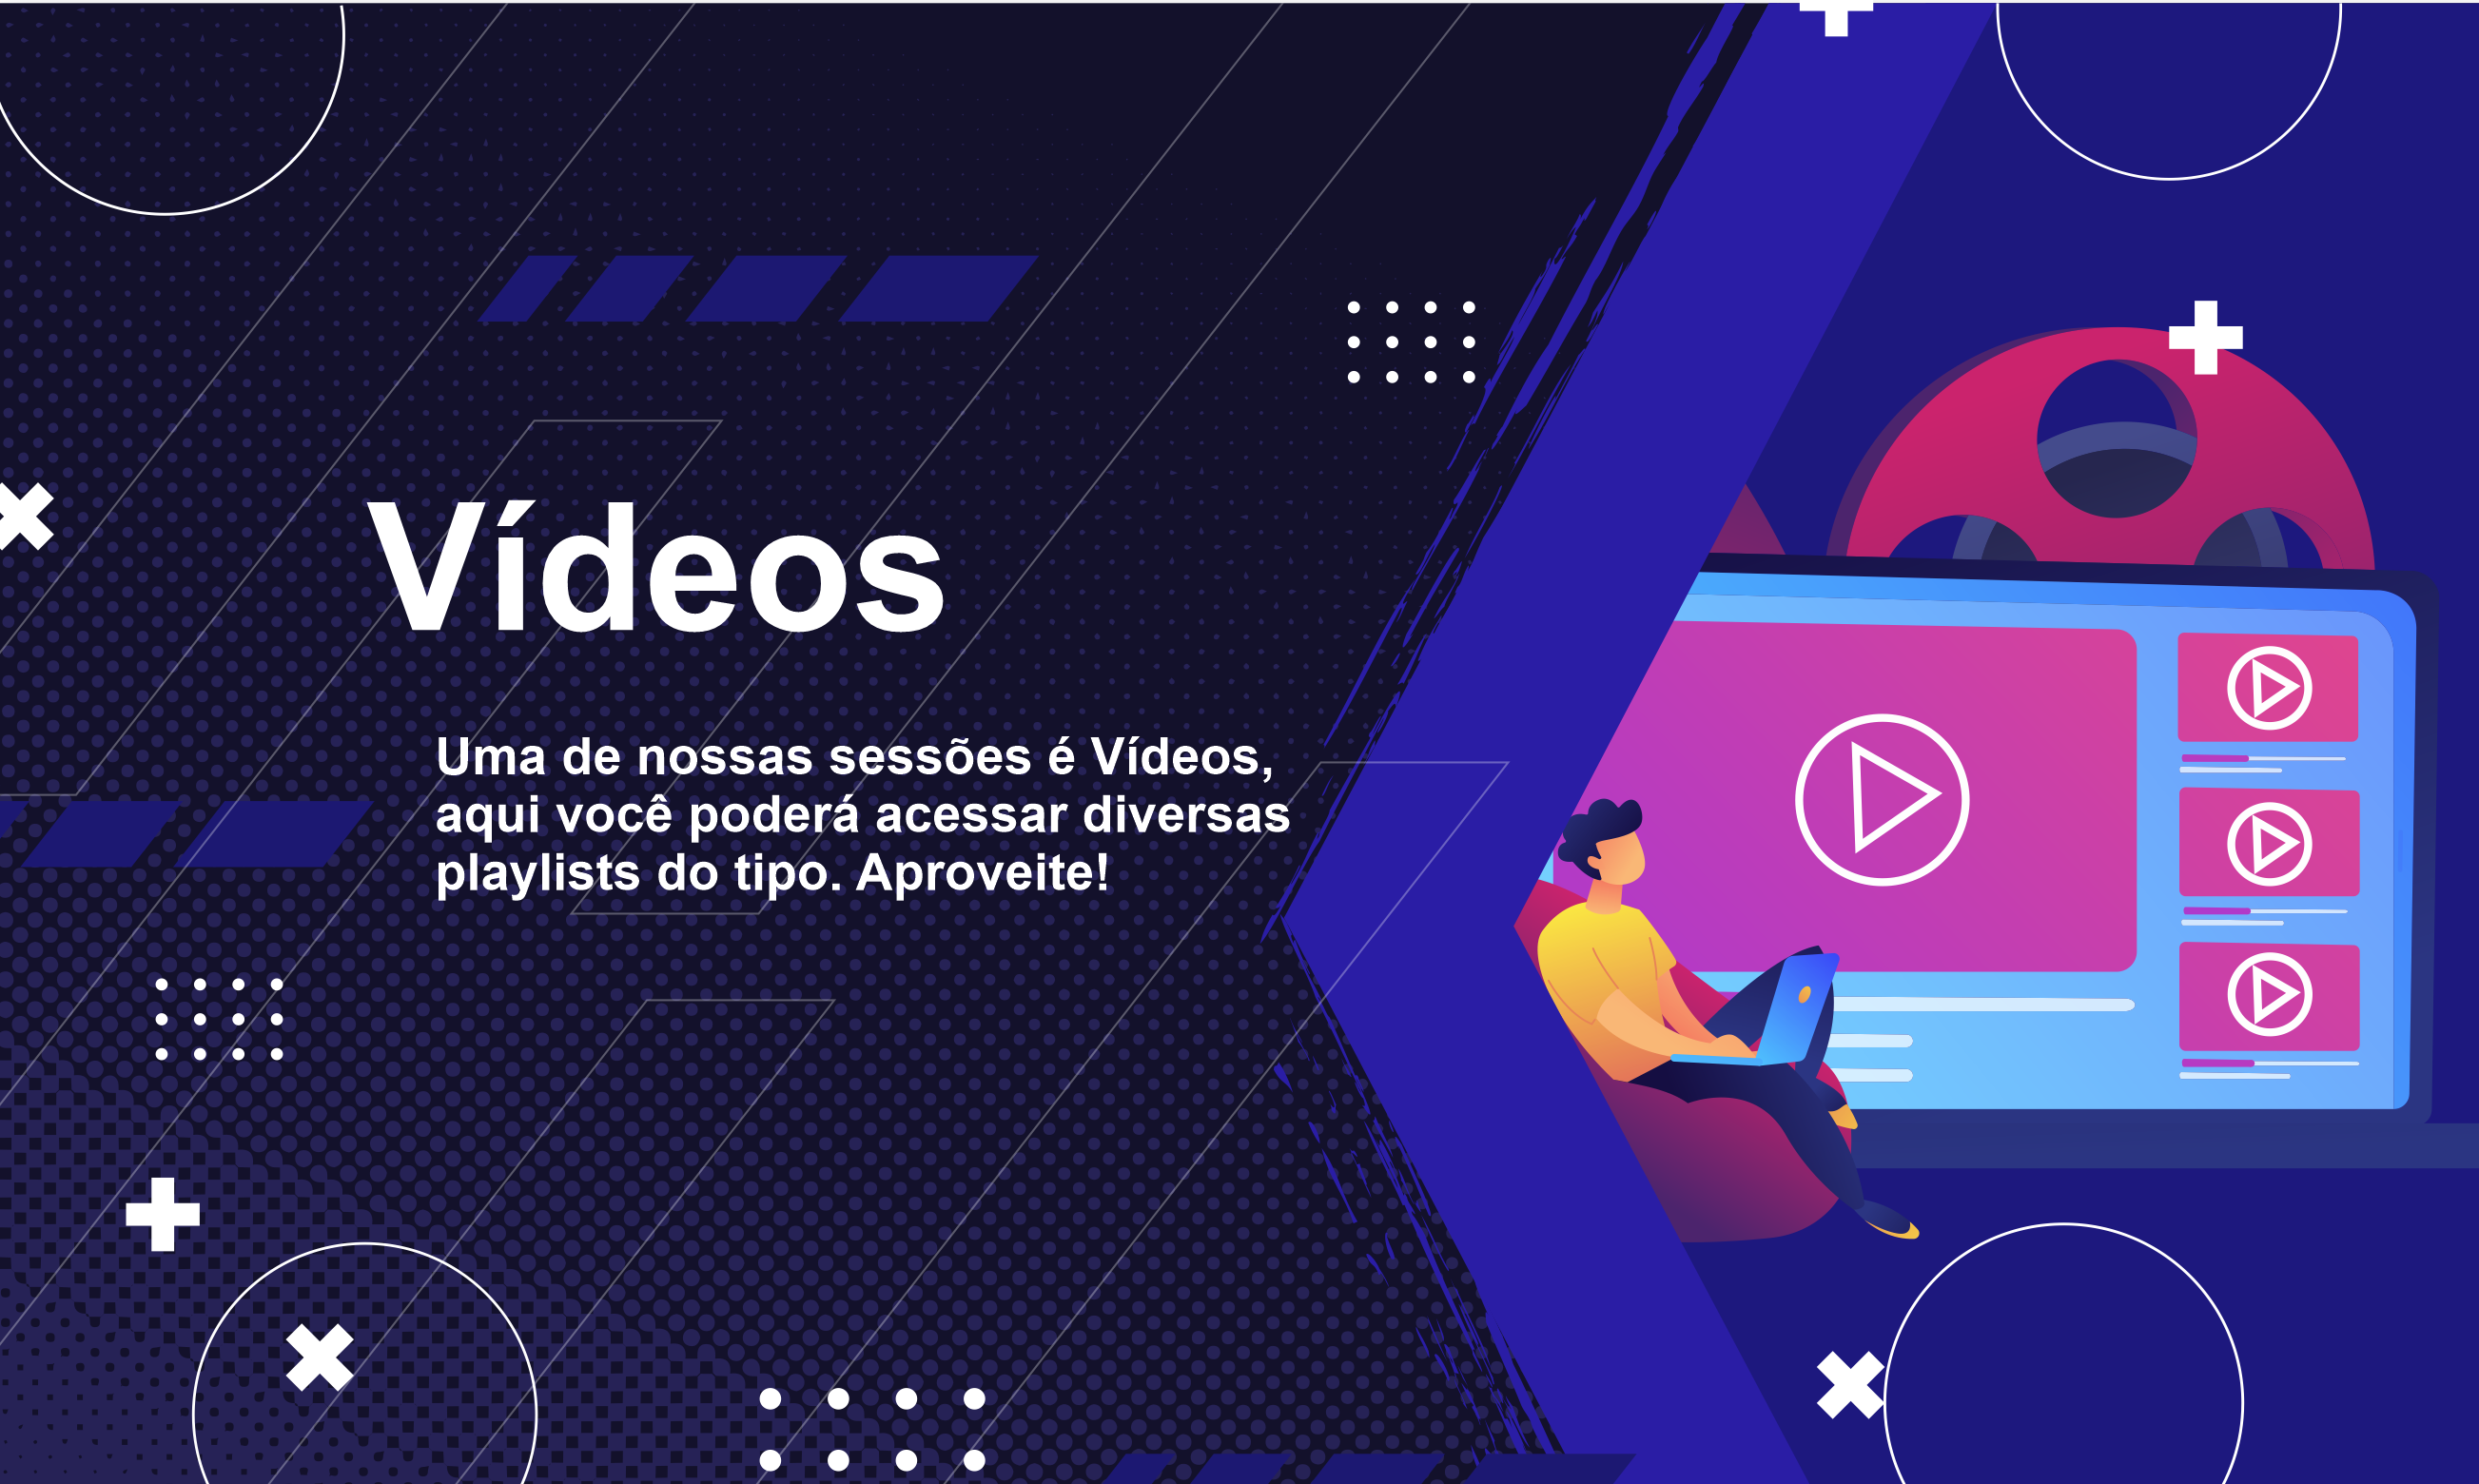 Vídeos
Uma de nossas sessões é Vídeos,
aqui você poderá acessar diversas
playlists do tipo. Aproveite!